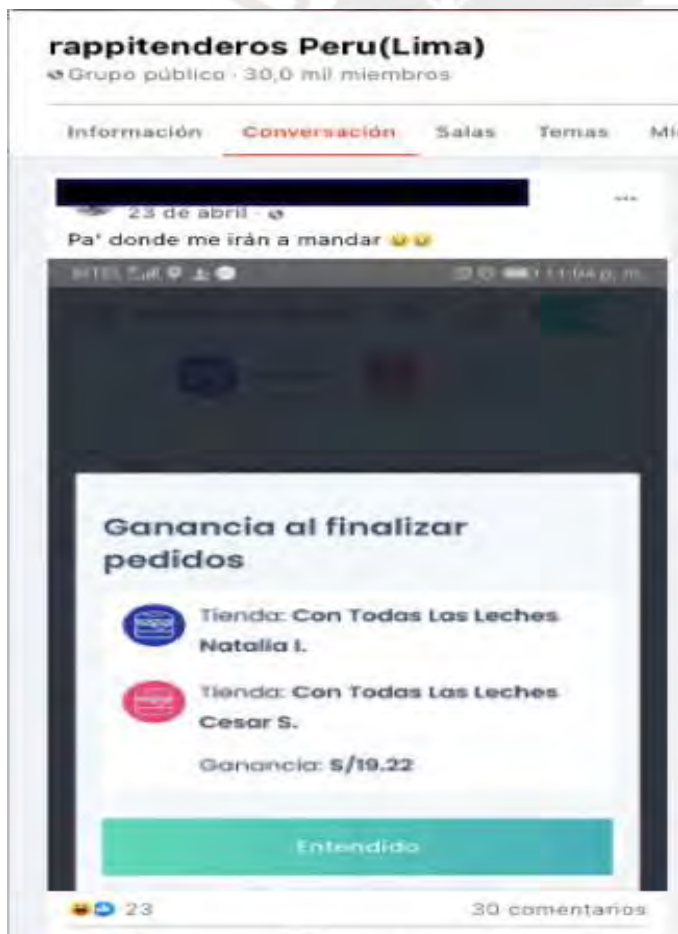 rappitenderos Peru(Lima)
Grupo público · 30,0 mil miembros
Información Conversación Salas Temas Mi
23 de abril ·
Pa' donde me irán a mandar
Ganancia al finalizar
pedidos
Tienda: Con Todas Las Leches
Natalia I.
Tienda: Con Todas Las Leches
Cesar S.
Ganancia: S/19.22
Entendido
23 30 comentarios